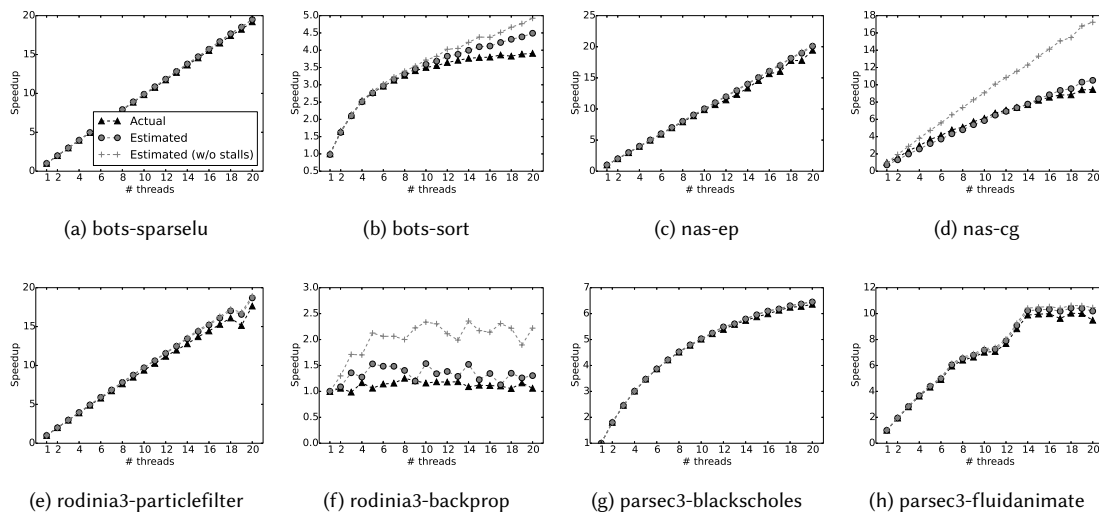 20
15
10
5
0
Speedup
1 2 4 6 8 10 12 14 16 18 20
# threads
Actual
Estimated
Estimated (w/o stalls)
(a) bots-sparselu
5.0
4.5
4.0
3.5
3.0
2.5
2.0
1.5
1.0
0.5
Speedup
1 2 4 6 8 10 12 14 16 18 20
# threads
(b) bots-sort
25
20
15
10
5
0
Speedup
1 2 4 6 8 10 12 14 16 18 20
# threads
(c) nas-ep
18
16
14
12
10
8
6
4
2
0
Speedup
1 2 4 6 8 10 12 14 16 18 20
# threads
(d) nas-cg
20
15
10
5
0
Speedup
1 2 4 6 8 10 12 14 16 18 20
# threads
(e) rodinia3-particlefilter
3.0
2.5
2.0
1.5
1.0
0.5
0.0
Speedup
1 2 4 6 8 10 12 14 16 18 20
# threads
(f) rodinia3-backprop
7
6
5
4
3
2
1
Speedup
1 2 4 6 8 10 12 14 16 18 20
# threads
(g) parsec3-blackscholes
12
10
8
6
4
2
0
Speedup
1 2 4 6 8 10 12 14 16 18 20
# threads
(h) parsec3-fluidanimate